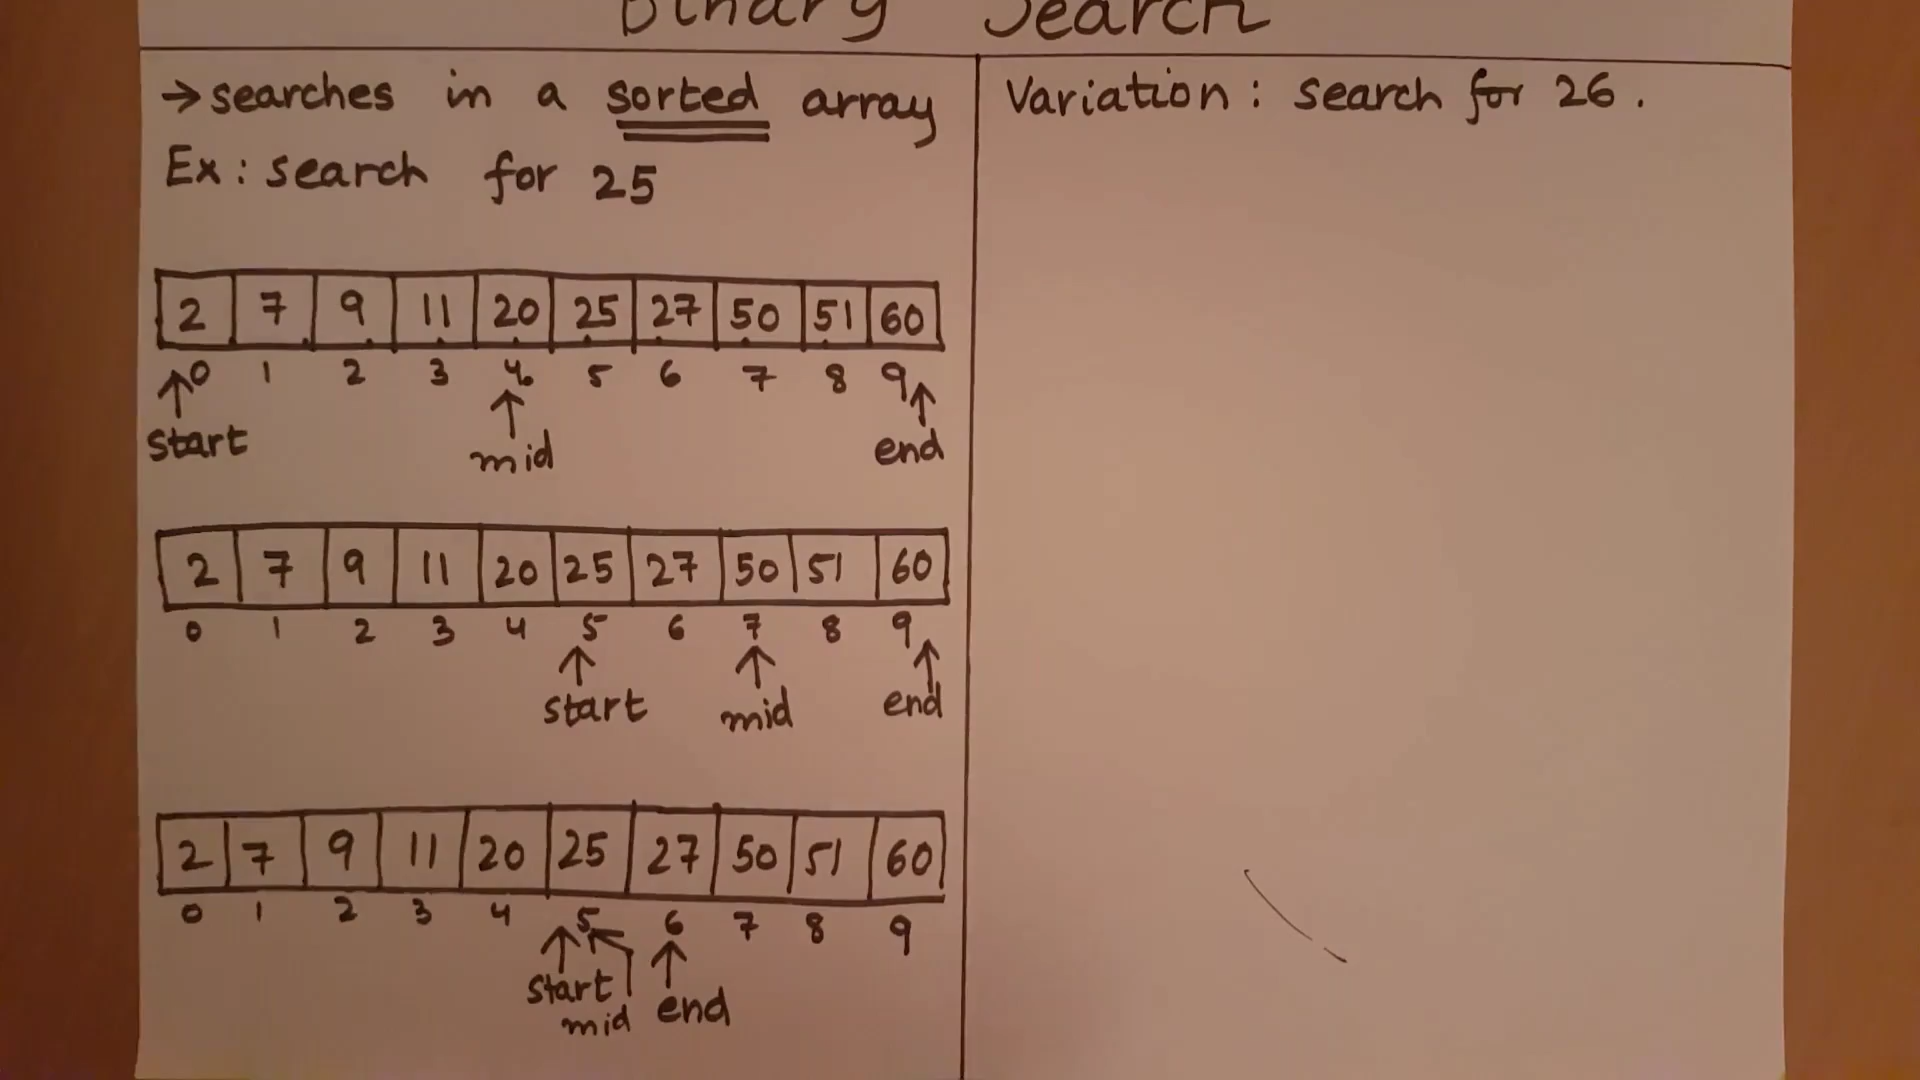 Binary Search
→ searches in a sorted array
Ex: search for 25
2 7 9 11 20 25 27 50 51 60
0 1 2 3 4 5 6 7 8 9
start mid end
2 7 9 11 20 25 27 50 51 60
0 1 2 3 4 5 6 7 8 9
start mid end
2 7 9 11 20 25 27 50 51 60
0 1 2 3 4 5 6 7 8 9
start mid end
Variation: search for 26.